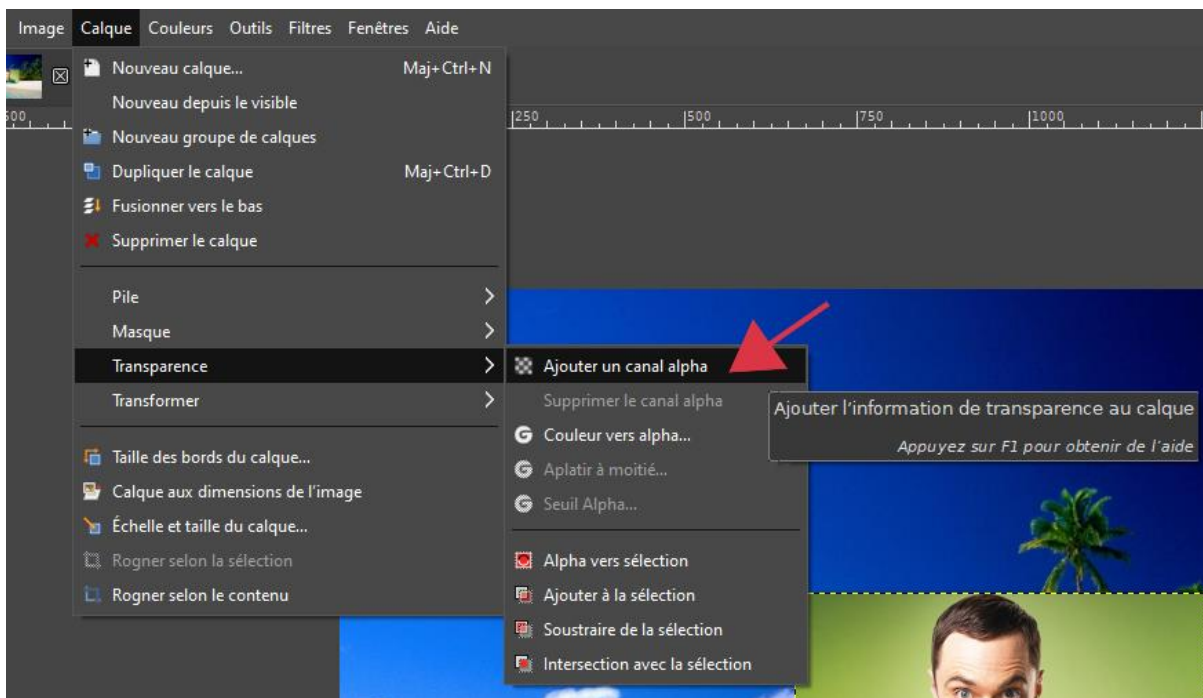 Image Calque Couleurs Outils Filtres Fenêtres Aide
Nouveau calque... Maj+Ctrl+N
Nouveau depuis le visible
500 250 500 750 1000
Nouveau groupe de calques
Dupliquer le calque Maj+Ctrl+D
Fusionner vers le bas
Supprimer le calque
Pile
Masque
Transparence
Transformer
Taille des bords du calque...
Calque aux dimensions de l'image
Échelle et taille du calque...
Rogner selon la sélection
Rogner selon le contenu
Ajouter un canal alpha
Supprimer le canal alpha
Couleur vers alpha...
Aplatir à moitié...
Seuil Alpha...
Alpha vers sélection
Ajouter à la sélection
Soustraire de la sélection
Intersection avec la sélection
Ajouter l'information de transparence au calque
Appuyez sur F1 pour obtenir de l'aide